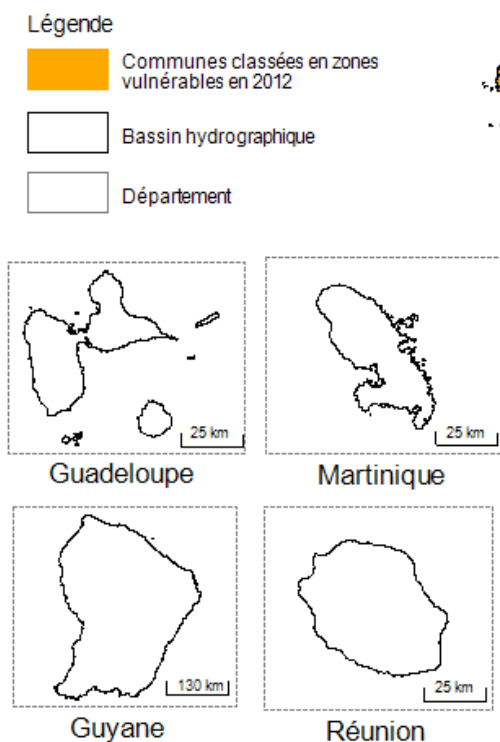 Légende
Communes classées en zones
vulnérables en 2012
Bassin hydrographique
Département
25 km
25 km
Guadeloupe
Martinique
130 km
25 km
Guyane
Réunion